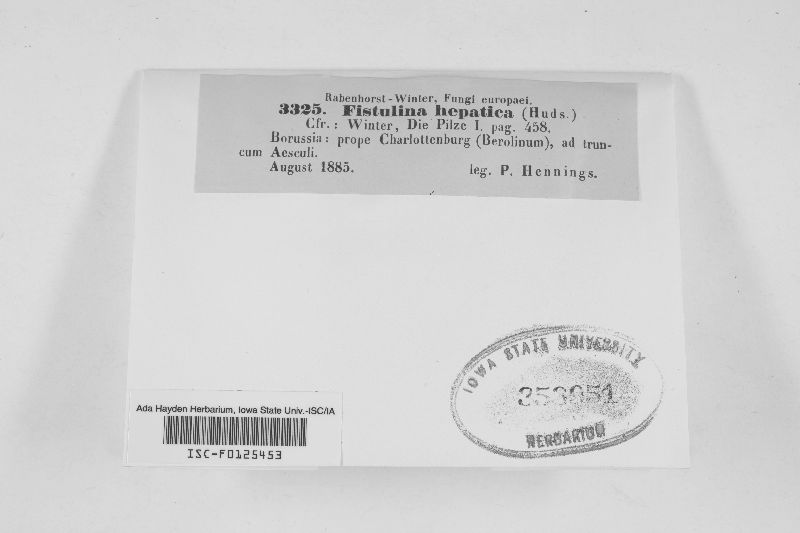 Rabenhorst-Winter, Fungi europaei.
3325. Fistulina hepatica (Huds.)
Cfr.: Winter, Die Pilze I. pag. 458.
Borussia: prope Charlottenburg (Berolinum), ad trun-
cum Aesculi.
August 1885. leg. P. Hennings.
IOWA STATE UNIVERSITY
HERBARIUM
Ada Hayden Herbarium, Iowa State Univ.-ISC/IA
ISC-F0125453